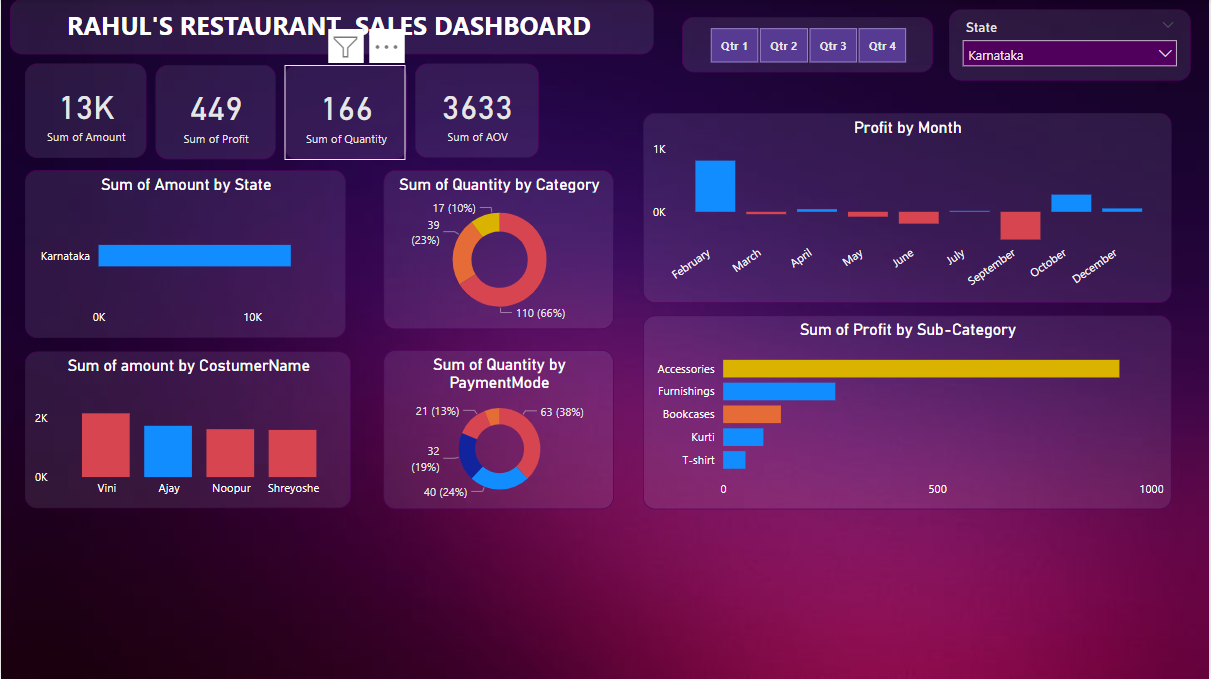 RAHUL'S RESTAURANT SALES DASHBOARD
Qtr 1
Qtr 2
Qtr 3
Qtr 4
State
Karnataka
13K
Sum of Amount
449
Sum of Profit
166
Sum of Quantity
3633
Sum of AOV
Sum of Amount by State
Karnataka
0K
10K
Sum of Quantity by Category
17 (10%)
39
(23%)
110 (66%)
Profit by Month
1K
0K
February
March
April
May
June
July
September
October
December
Sum of amount by CostumerName
2K
0K
Vini
Ajay
Noopur
Shreyoshe
Sum of Quantity by
PaymentMode
21 (13%)
63 (38%)
32
(19%)
40 (24%)
Sum of Profit by Sub-Category
Accessories
Furnishings
Bookcases
Kurti
T-shirt
0
500
1000